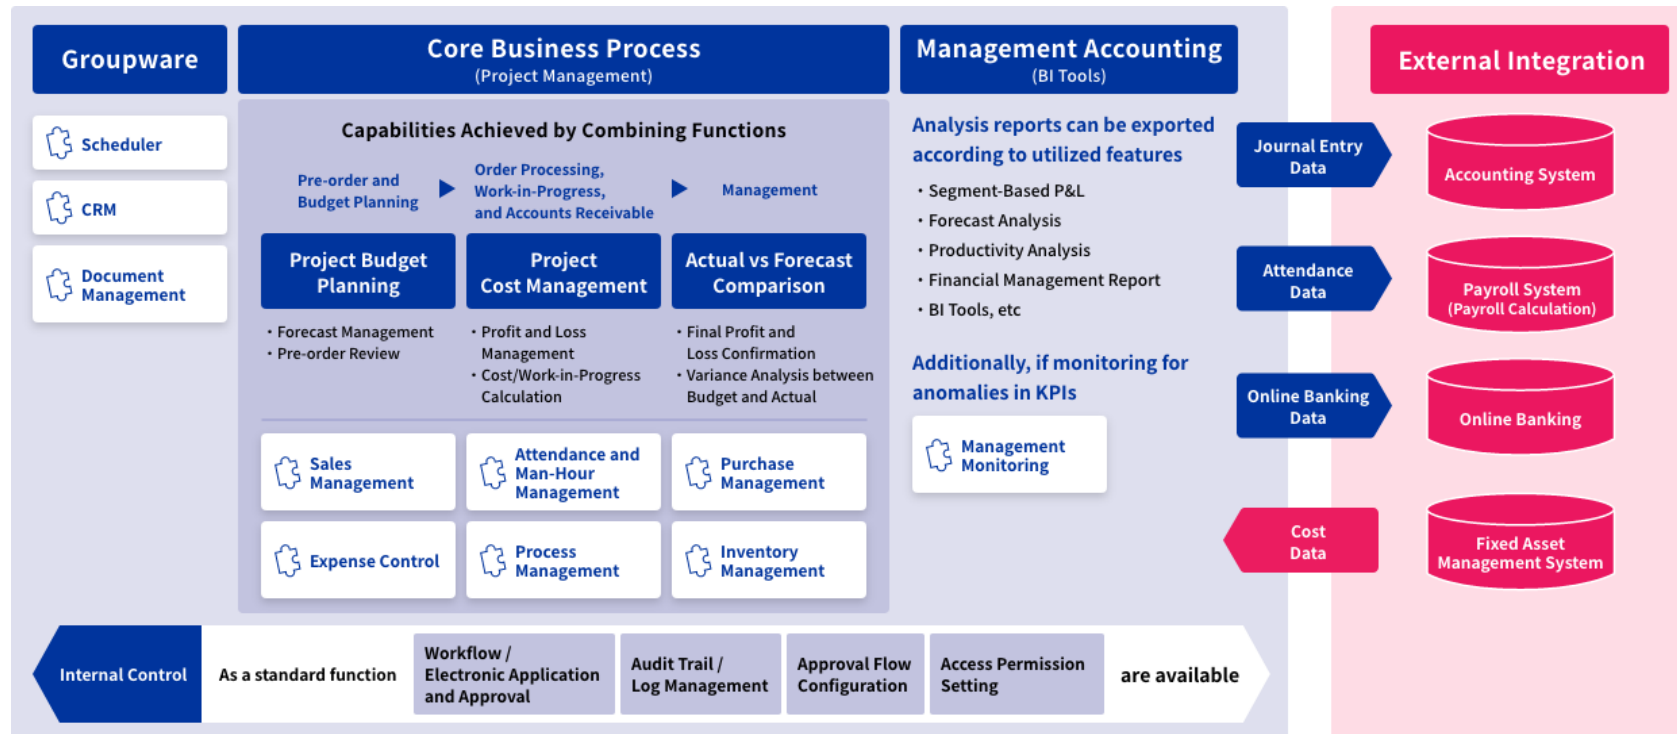 Groupware
Scheduler
CRM
Document
Management
Core Business Process
(Project Management)
Capabilities Achieved by Combining Functions
Pre-order and
Budget Planning
Order Processing,
Work-in-Progress,
and Accounts Receivable
Management
Project Budget
Planning
・Forecast Management
・Pre-order Review
Project
Cost Management
・Profit and Loss
Management
・Cost/Work-in-Progress
Calculation
Actual vs Forecast
Comparison
・Final Profit and
Loss Confirmation
・Variance Analysis between
Budget and Actual
Sales
Management
Attendance and
Man-Hour
Management
Purchase
Management
Expense Control
Process
Management
Inventory
Management
Management Accounting
(BI Tools)
Analysis reports can be exported
according to utilized features
・Segment-Based P&L
・Forecast Analysis
・Productivity Analysis
・Financial Management Report
・BI Tools, etc
Additionally, if monitoring for
anomalies in KPIs
Management
Monitoring
External Integration
Journal Entry
Data
Accounting System
Attendance
Data
Payroll System
(Payroll Calculation)
Online Banking
Data
Online Banking
Cost
Data
Fixed Asset
Management System
Internal Control
As a standard function
Workflow /
Electronic Application
and Approval
Audit Trail /
Log Management
Approval Flow
Configuration
Access Permission
Setting
are available